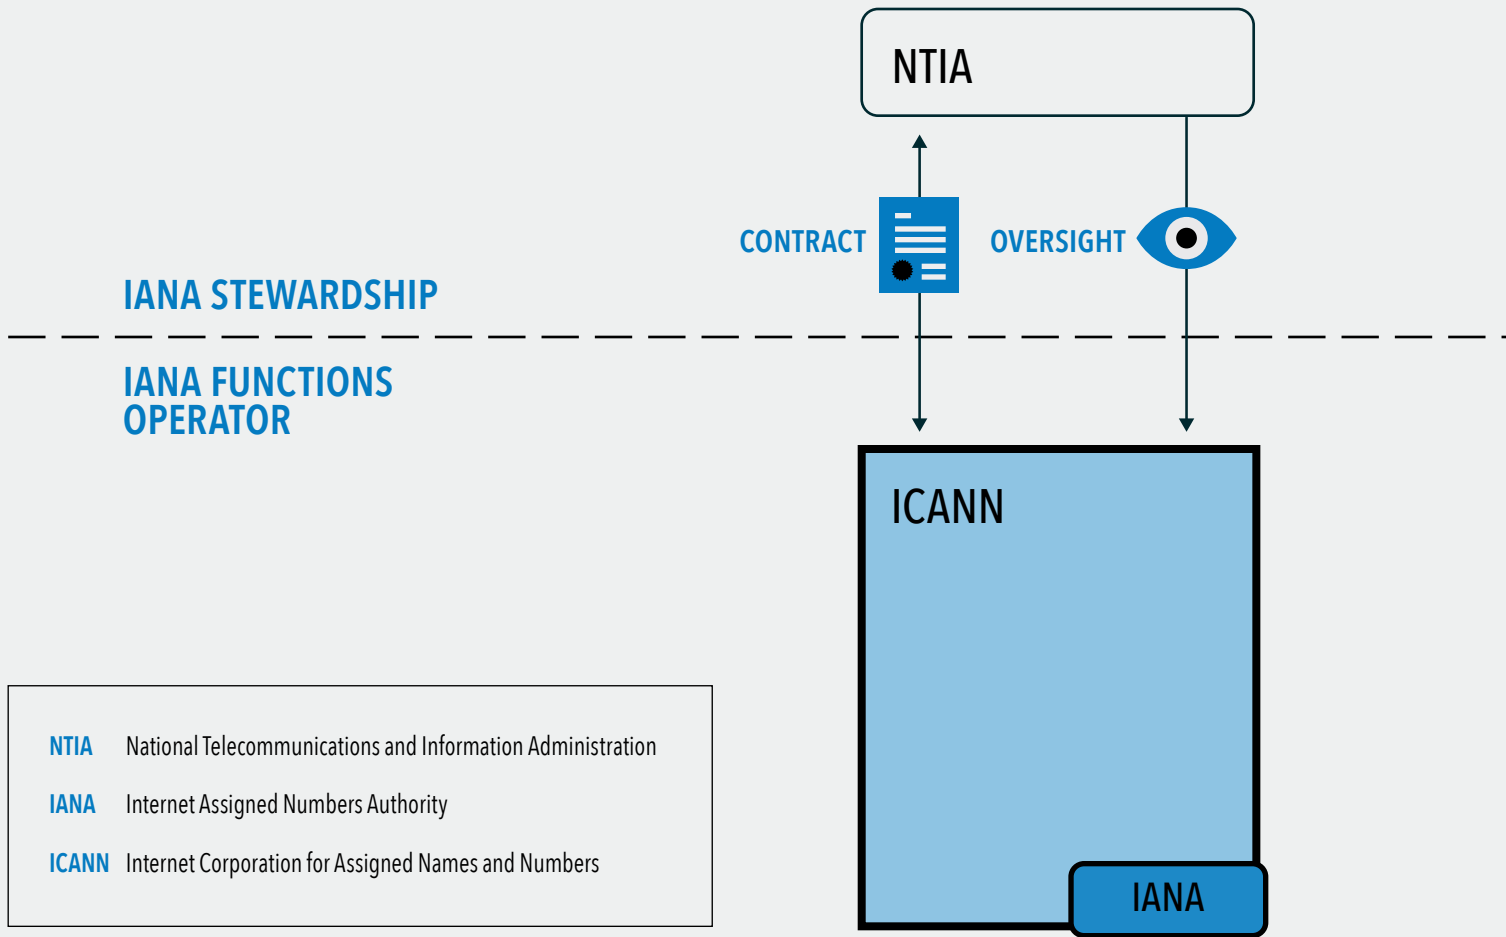 NTIA
CONTRACT
OVERSIGHT
IANA STEWARDSHIP
IANA FUNCTIONS
OPERATOR
ICANN
NTIA National Telecommunications and Information Administration
IANA Internet Assigned Numbers Authority
ICANN Internet Corporation for Assigned Names and Numbers
IANA